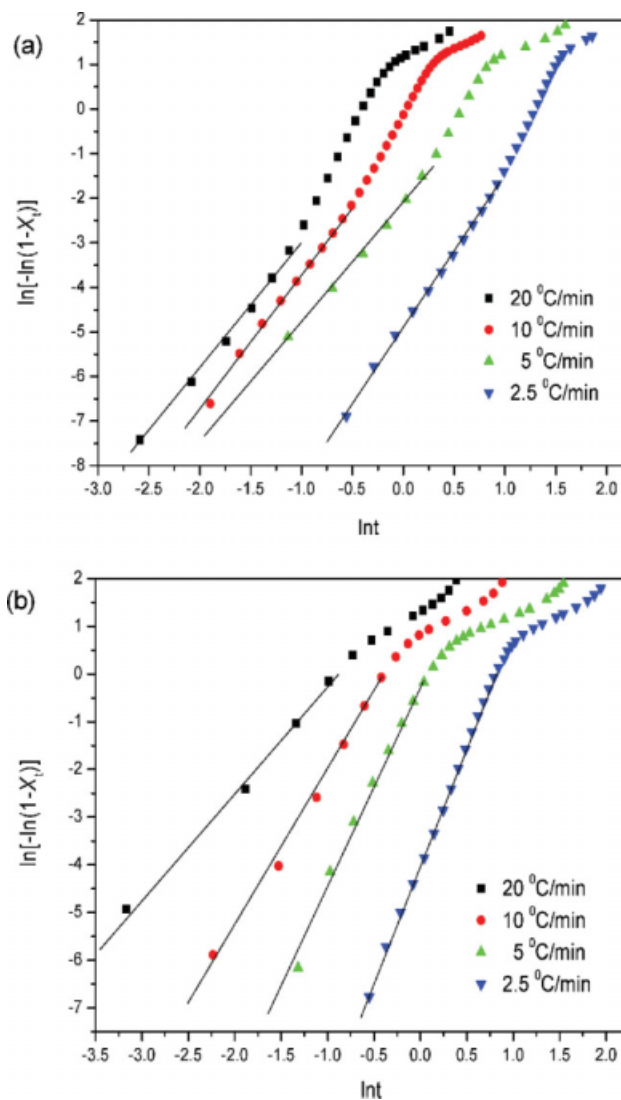 (a)
2
1
0
-1
-2
-3
-4
-5
-6
-7
-8
ln[-ln(1-Xt)]
20 ⁰C/min
10 ⁰C/min
5 ⁰C/min
2.5 ⁰C/min
-3.0 -2.5 -2.0 -1.5 -1.0 -0.5 0.0 0.5 1.0 1.5 2.0
lnt
(b)
2
1
0
-1
-2
-3
-4
-5
-6
-7
ln[-ln(1-Xt)]
20 ⁰C/min
10 ⁰C/min
5 ⁰C/min
2.5 ⁰C/min
-3.5 -3.0 -2.5 -2.0 -1.5 -1.0 -0.5 0.0 0.5 1.0 1.5 2.0
lnt